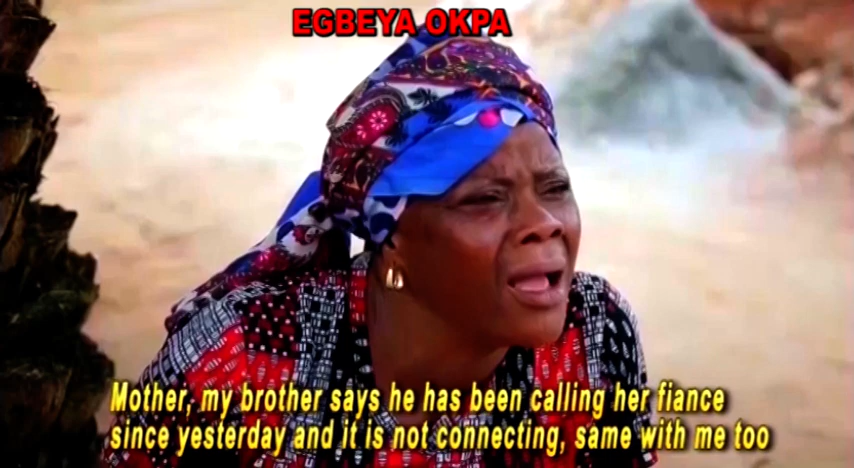 EGBEYA OKPA
Mother, my brother says he has been calling her fiance
since yesterday and it is not connecting, same with me too